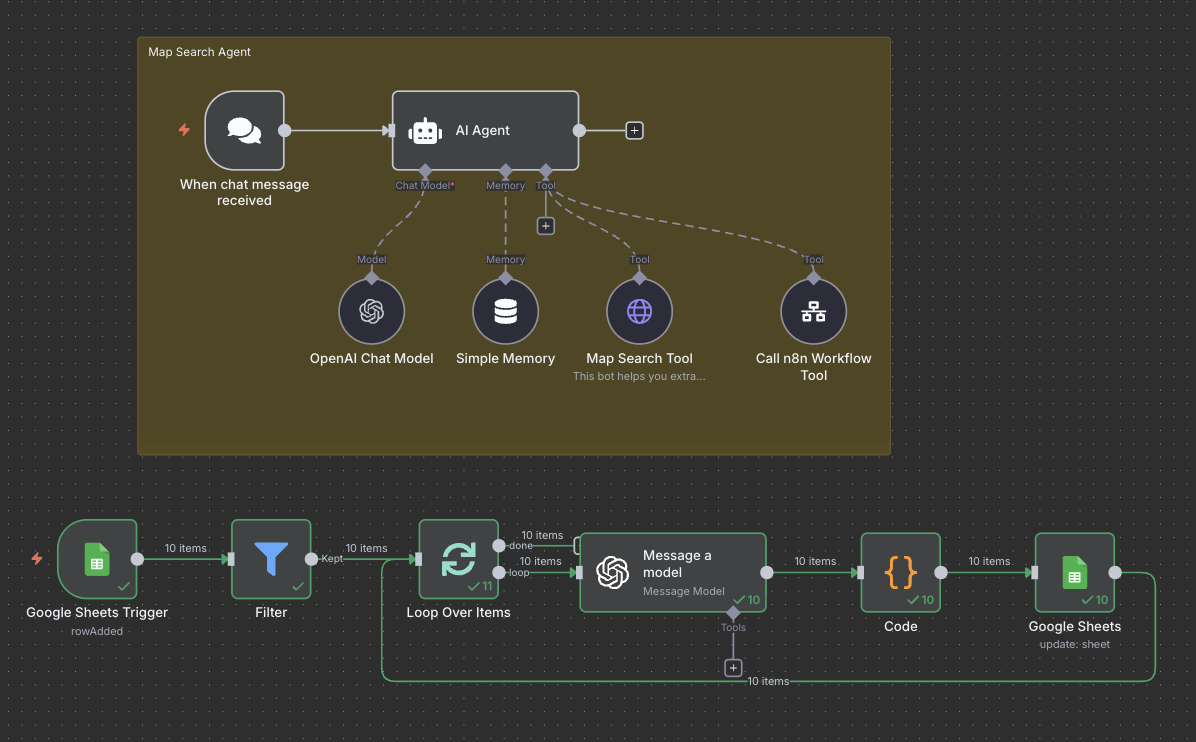 Map Search Agent
AI Agent
When chat message
received
Chat Model*
Memory
Tool
Model
Memory
Tool
Tool
OpenAI Chat Model
Simple Memory
Map Search Tool
This bot helps you extra...
Call n8n Workflow
Tool
10 items
Kept
10 items
done
10 items
loop
10 items
10 items
10 items
Message a
model
Message Model
11
10
10
10
Google Sheets Trigger
rowAdded
Filter
Loop Over Items
Tools
Code
Google Sheets
update: sheet
10 items